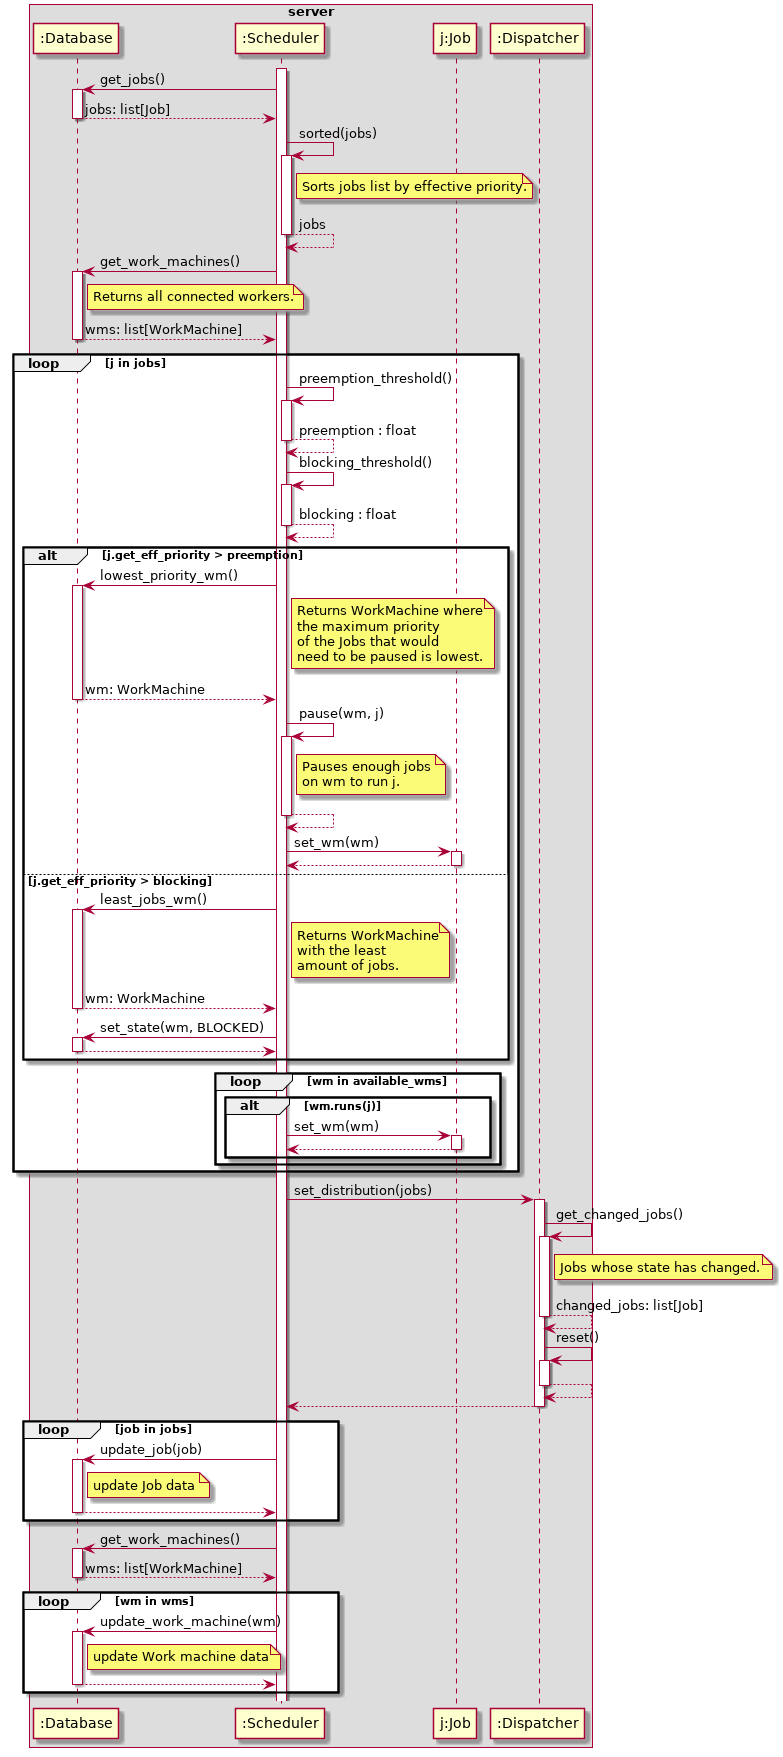 server
:Database
:Scheduler
j:Job
:Dispatcher
get_jobs()
jobs: list[Job]
sorted(jobs)
Sorts jobs list by effective priority.
jobs
get_work_machines()
Returns all connected workers.
wms: list[WorkMachine]
loop
[j in jobs]
preemption_threshold()
preemption : float
blocking_threshold()
blocking : float
alt
[j.get_eff_priority > preemption]
lowest_priority_wm()
Returns WorkMachine where
the maximum priority
of the Jobs that would
need to be paused is lowest.
wm: WorkMachine
pause(wm, j)
Pauses enough jobs
on wm to run j.
set_wm(wm)
[j.get_eff_priority > blocking]
least_jobs_wm()
Returns WorkMachine
with the least
amount of jobs.
wm: WorkMachine
set_state(wm, BLOCKED)
loop
[wm in available_wms]
alt
[wm.runs(j)]
set_wm(wm)
set_distribution(jobs)
get_changed_jobs()
Jobs whose state has changed.
changed_jobs: list[Job]
reset()
loop
[job in jobs]
update_job(job)
update Job data
get_work_machines()
wms: list[WorkMachine]
loop
[wm in wms]
update_work_machine(wm)
update Work machine data
:Database
:Scheduler
j:Job
:Dispatcher